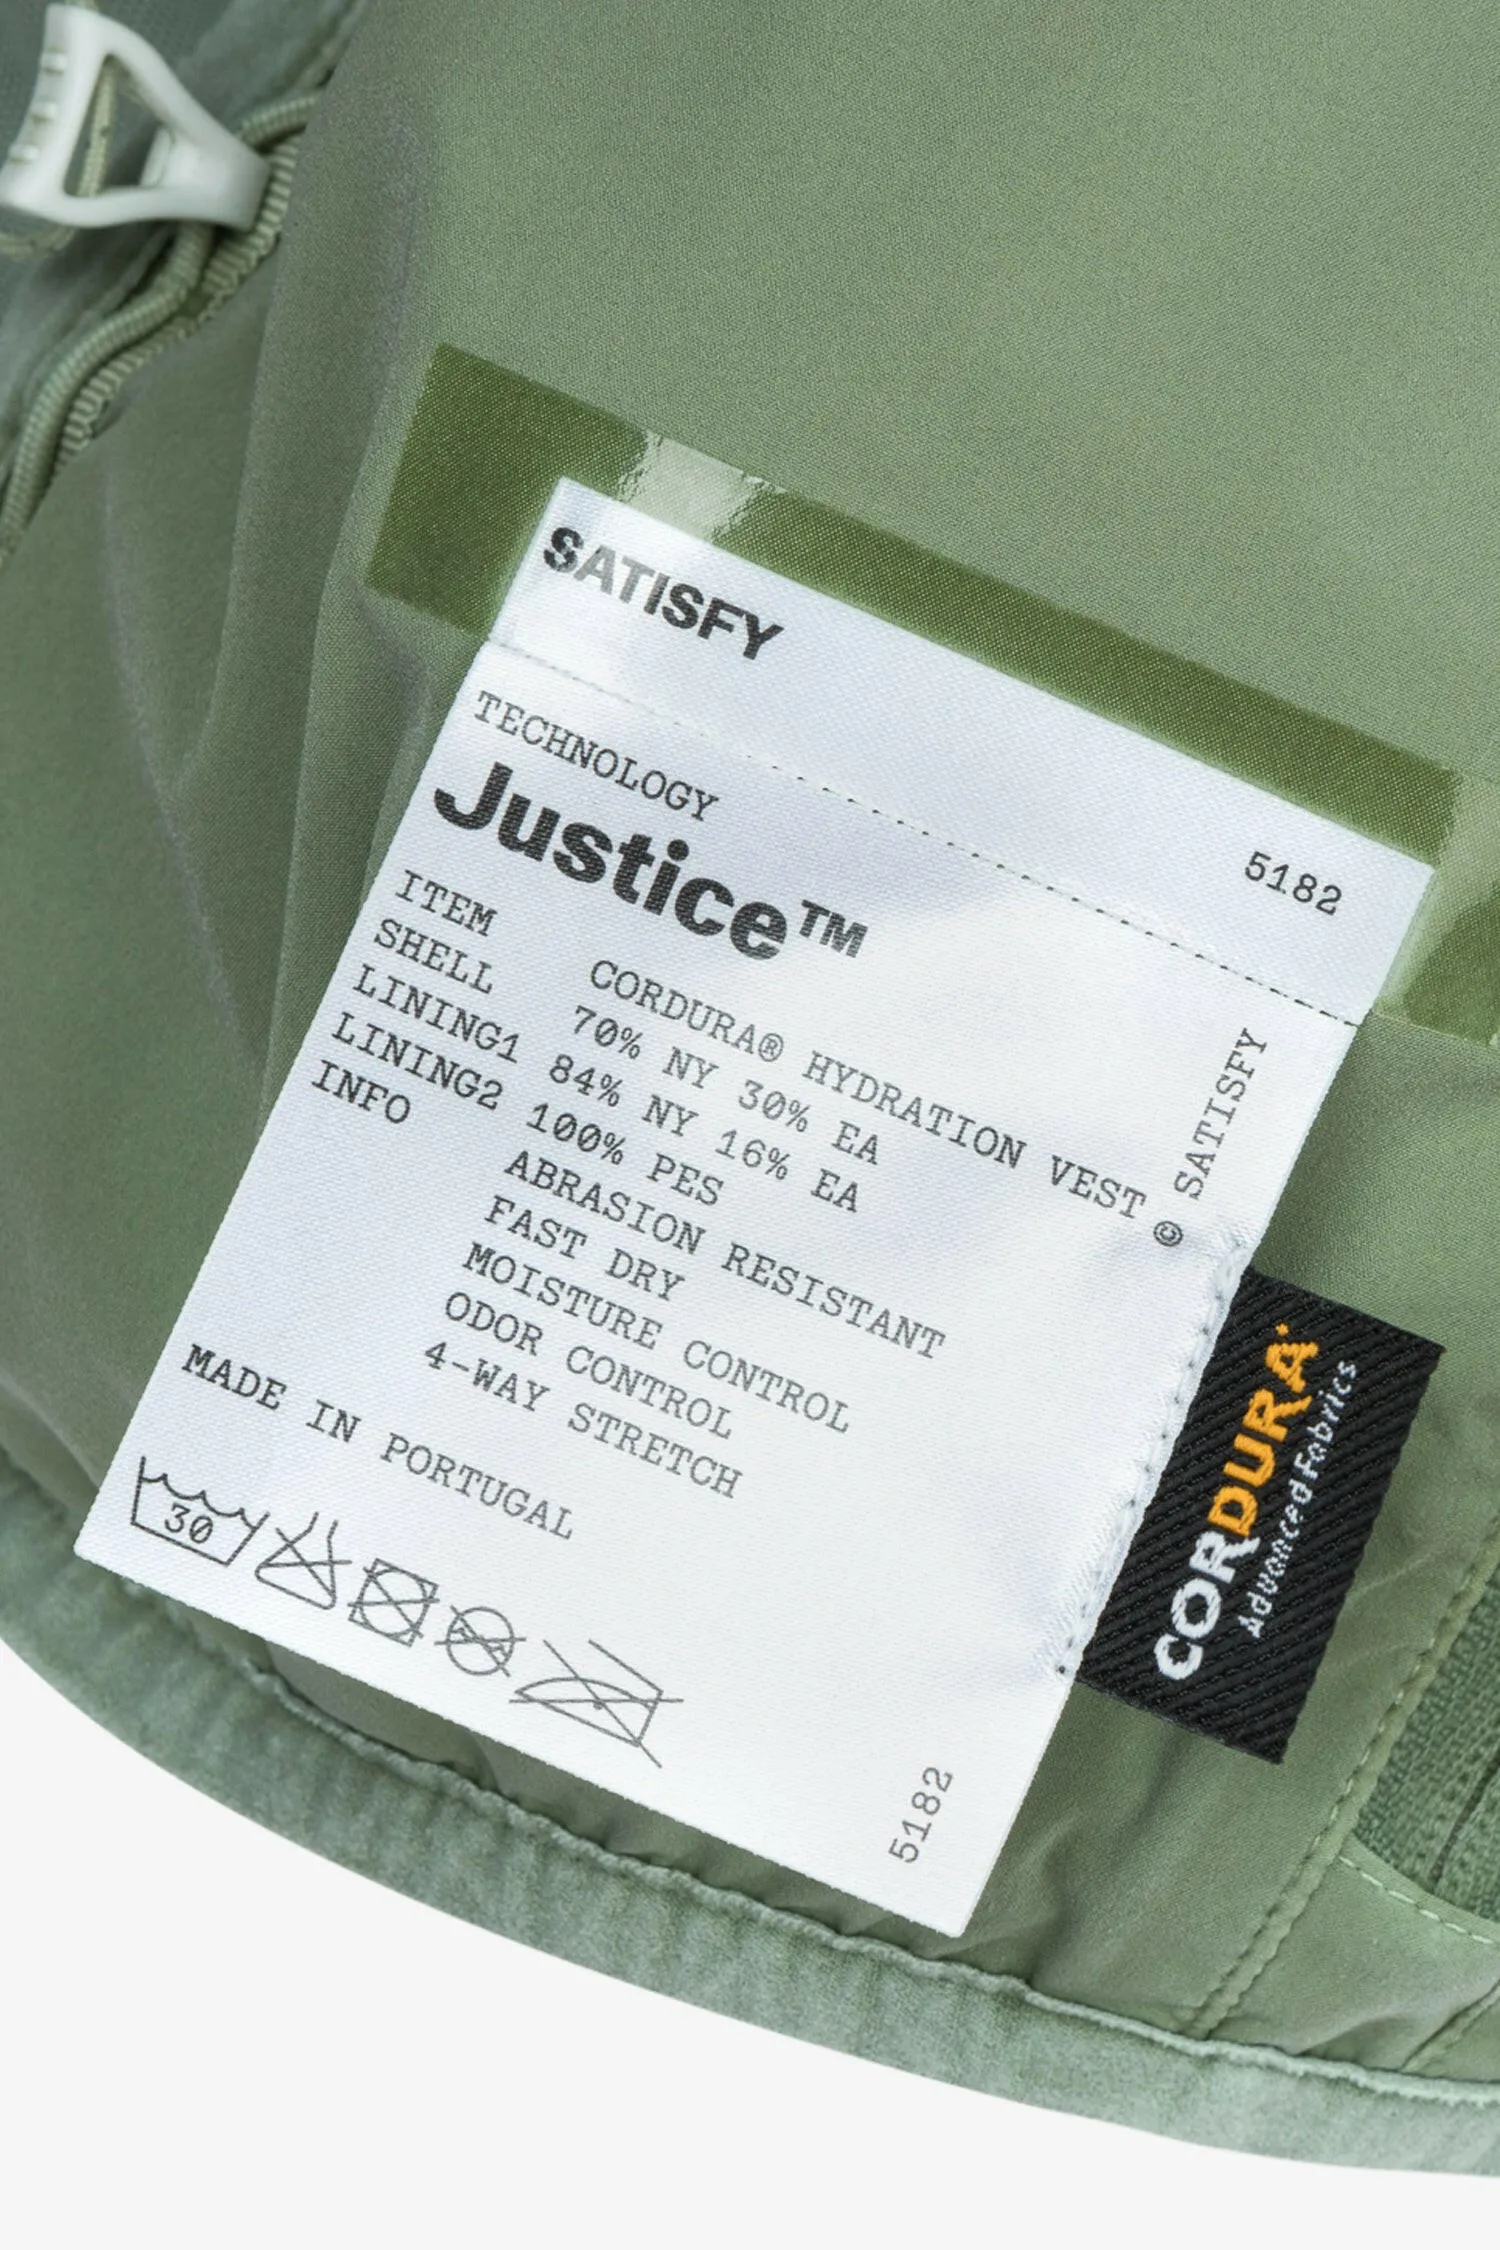 SATISFY
5182
TECHNOLOGY
Justice™
ITEM CORDURA® HYDRATION VEST
SHELL 70% NY 30% EA
LINING1 84% NY 16% EA
LINING2 100% PES
INFO ABRASION RESISTANT
FAST DRY
MOISTURE CONTROL
ODOR CONTROL
4-WAY STRETCH
MADE IN PORTUGAL
30
© SATISFY
5182
CORDURA
Advanced Fabrics